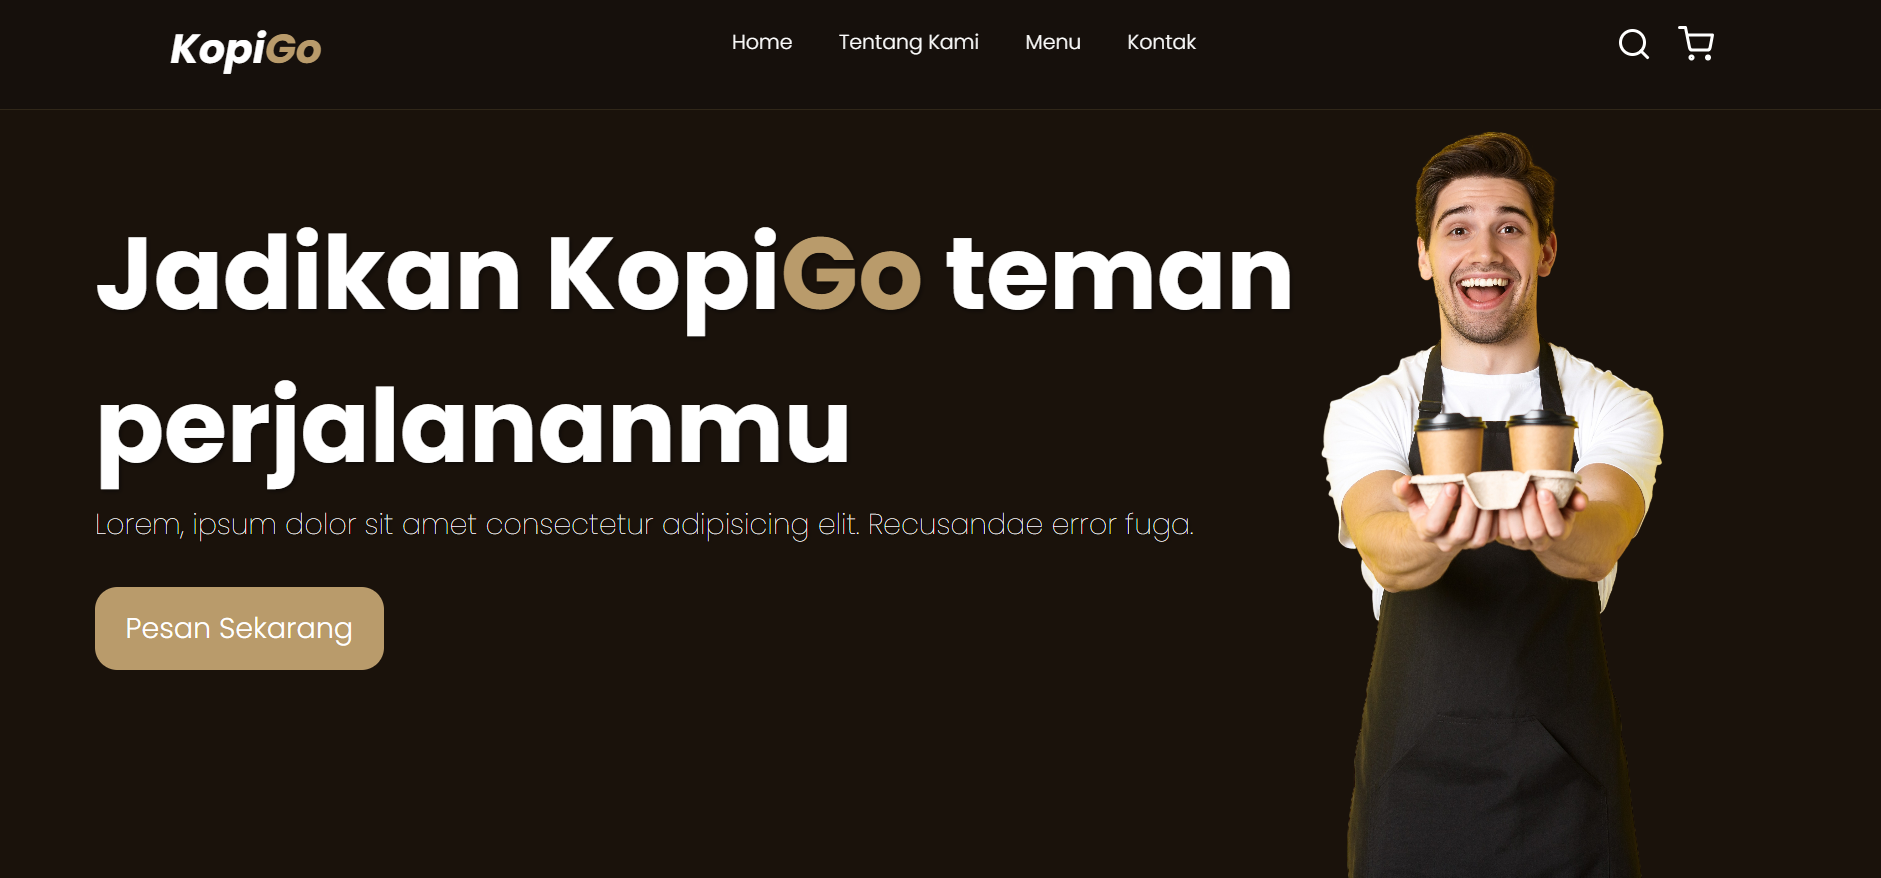 KopiGo
Home
Tentang Kami
Menu
Kontak
Jadikan KopiGo teman
perjalananmu
Lorem, ipsum dolor sit amet consectetur adipisicing elit. Recusandae error fuga.
Pesan Sekarang